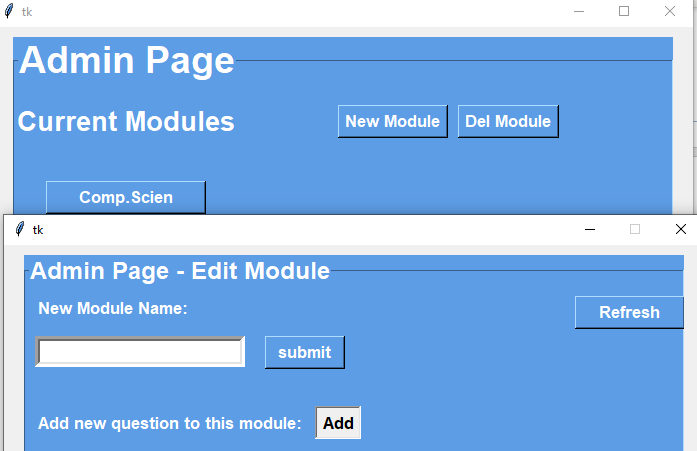 tk
Admin Page
Current Modules
New Module
Del Module
Comp.Scien
tk
Admin Page - Edit Module
New Module Name:
Refresh
submit
Add new question to this module:
Add